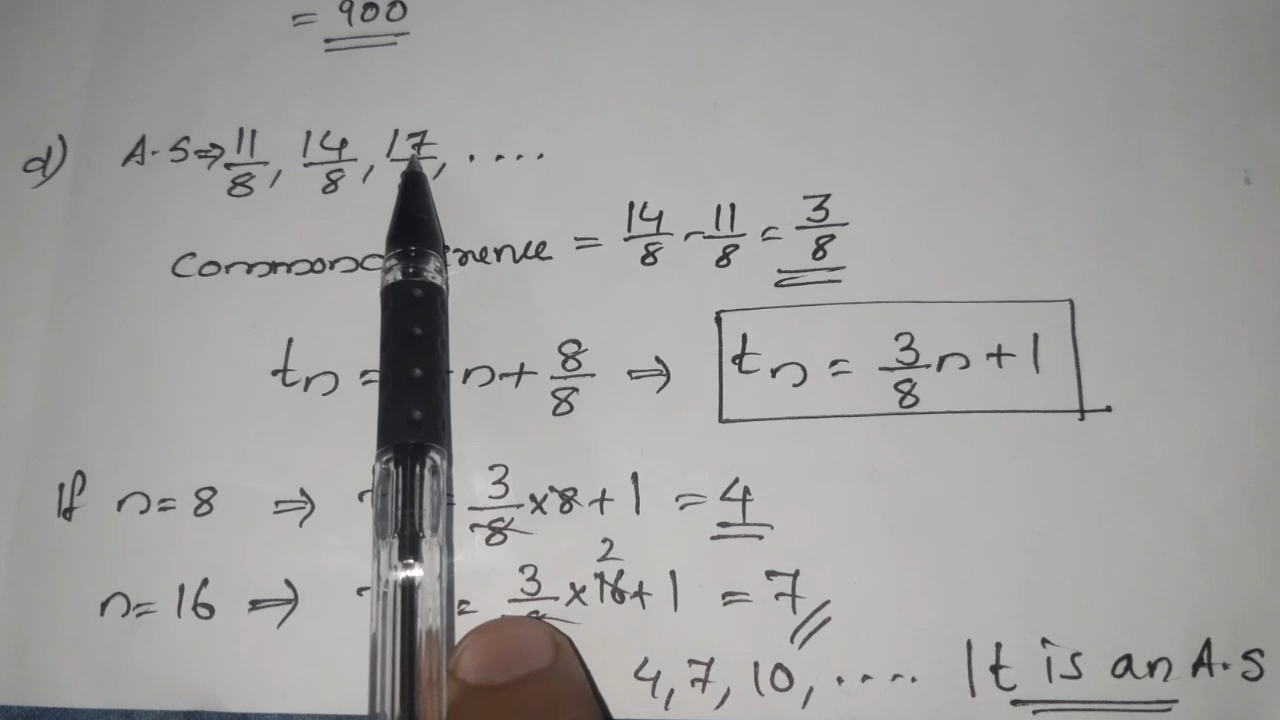 = 900
d) A.S ⇒ 11/8, 14/8, 17, ....
= 14/8 - 11/8 = 3/8
tn = n + 8/8 ⇒ tn = 3/8 n + 1
If n = 8 ⇒ = 3/8 × 8 + 1 = 4
2
n = 16 ⇒ = 3 × 16 + 1 = 7
4, 7, 10, .... It is an A.S